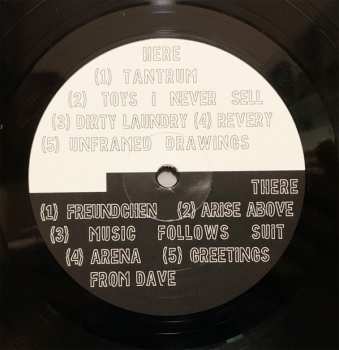 HERE
(1) TANTRUM
(2) TOYS I NEVER SELL
(3) DIRTY LAUNDRY (4) REVERY
(5) UNFRAMED DRAWINGS
THERE
(1) FREUNDCHEN (2) ARISE ABOVE
(3) MUSIC FOLLOWS SUIT
(4) ARENA (5) GREETINGS
FROM DAVE